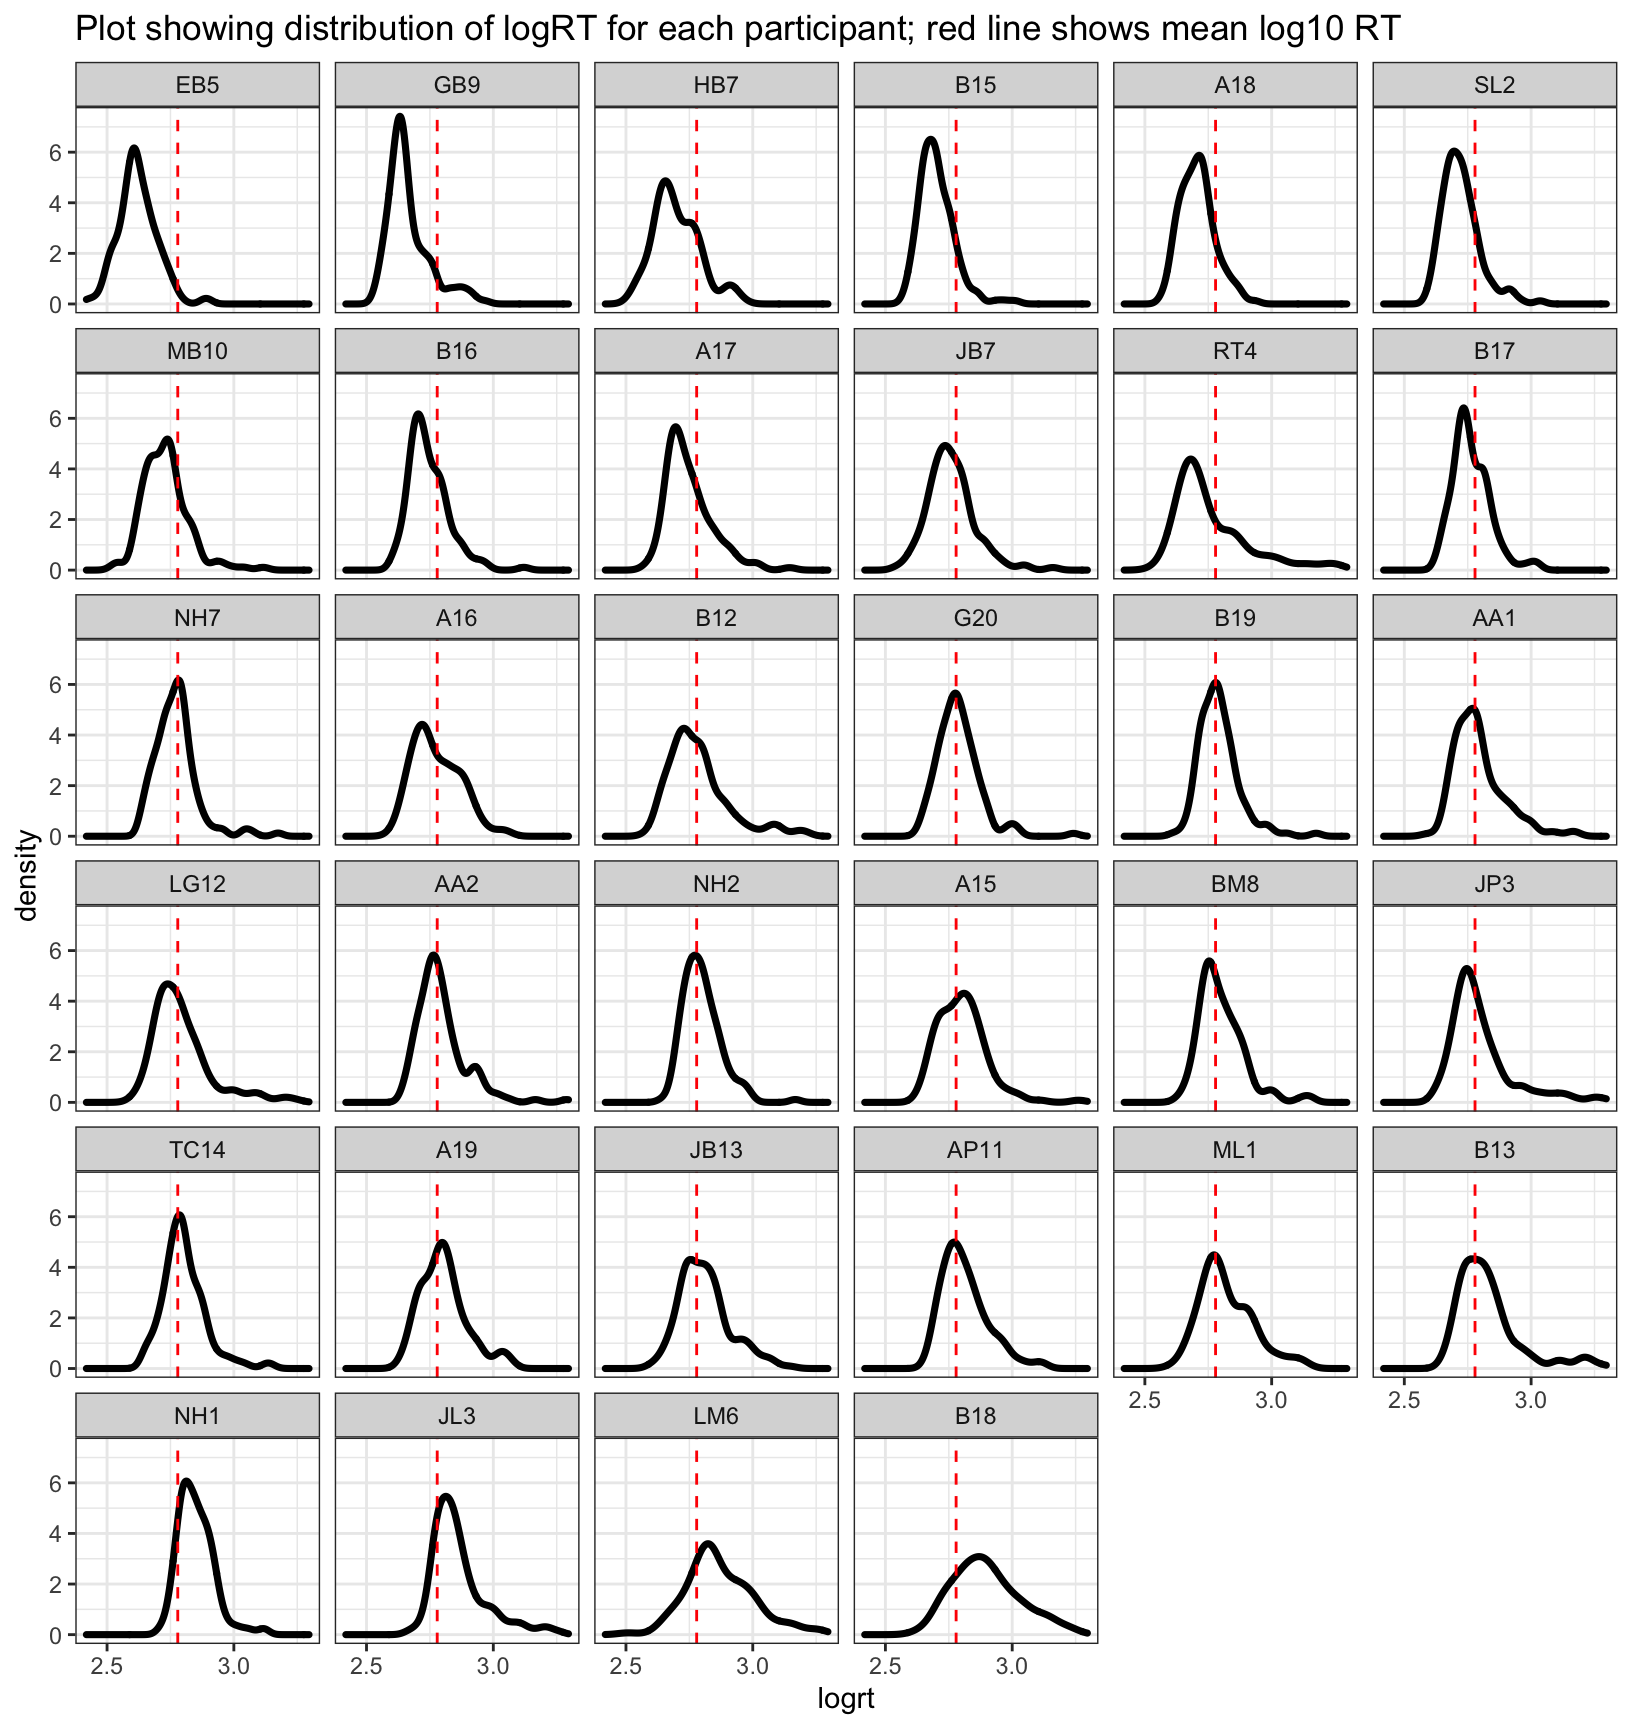 Plot showing distribution of logRT for each participant; red line shows mean log10 RT
EB5 GB9 HB7 B15 A18 SL2
6
4
2
0
MB10 B16 A17 JB7 RT4 B17
6
4
2
0
NH7 A16 B12 G20 B19 AA1
6
4
2
0
density
LG12 AA2 NH2 A15 BM8 JP3
6
4
2
0
TC14 A19 JB13 AP11 ML1 B13
6
4
2
0
2.5 3.0 2.5 3.0
NH1 JL3 LM6 B18
6
4
2
0
2.5 3.0 2.5 3.0 2.5 3.0 2.5 3.0
logrt